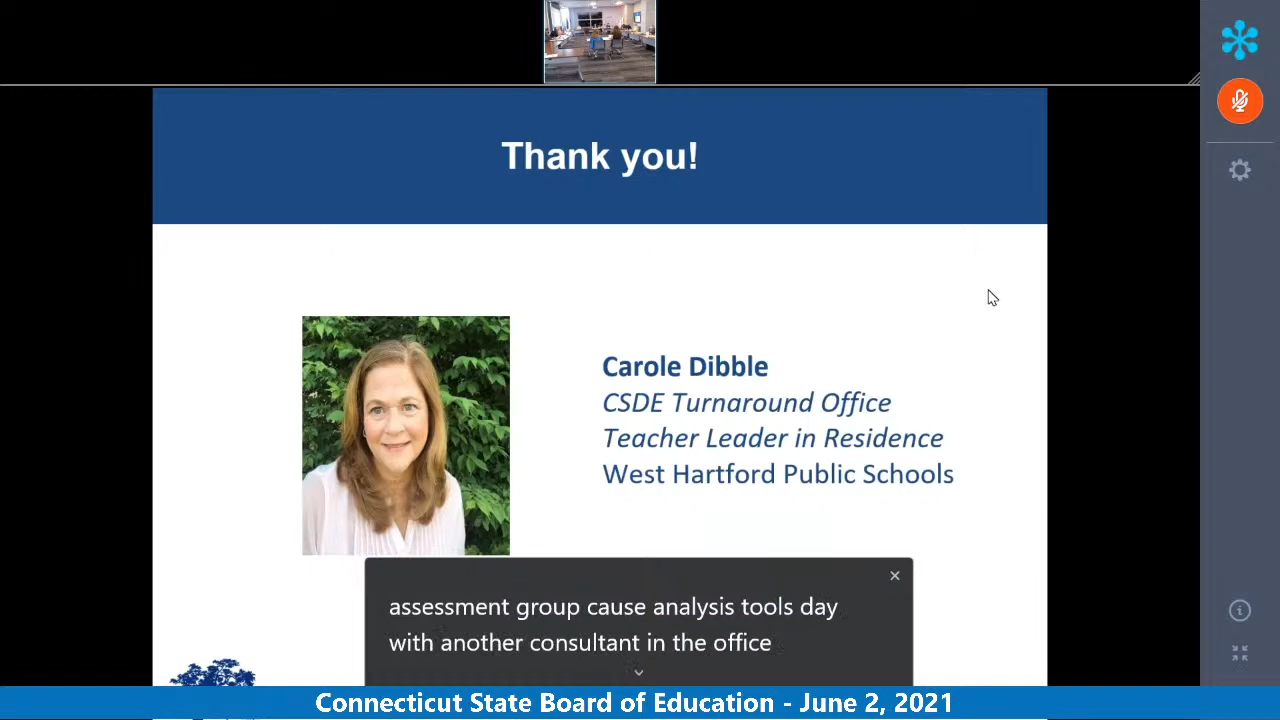 Thank you!
Carole Dibble
CSDE Turnaround Office
Teacher Leader in Residence
West Hartford Public Schools
assessment group cause analysis tools day
with another consultant in the office
Connecticut State Board of Education - June 2, 2021